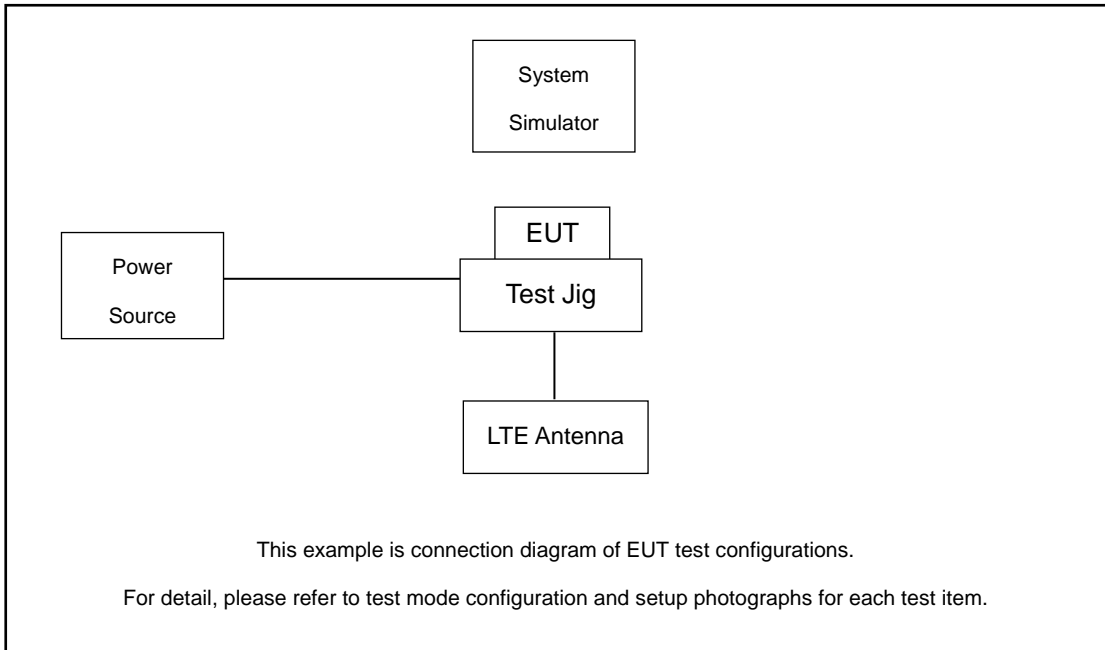 System
Simulator
EUT
Power
Source
Test Jig
LTE Antenna
This example is connection diagram of EUT test configurations.
For detail, please refer to test mode configuration and setup photographs for each test item.